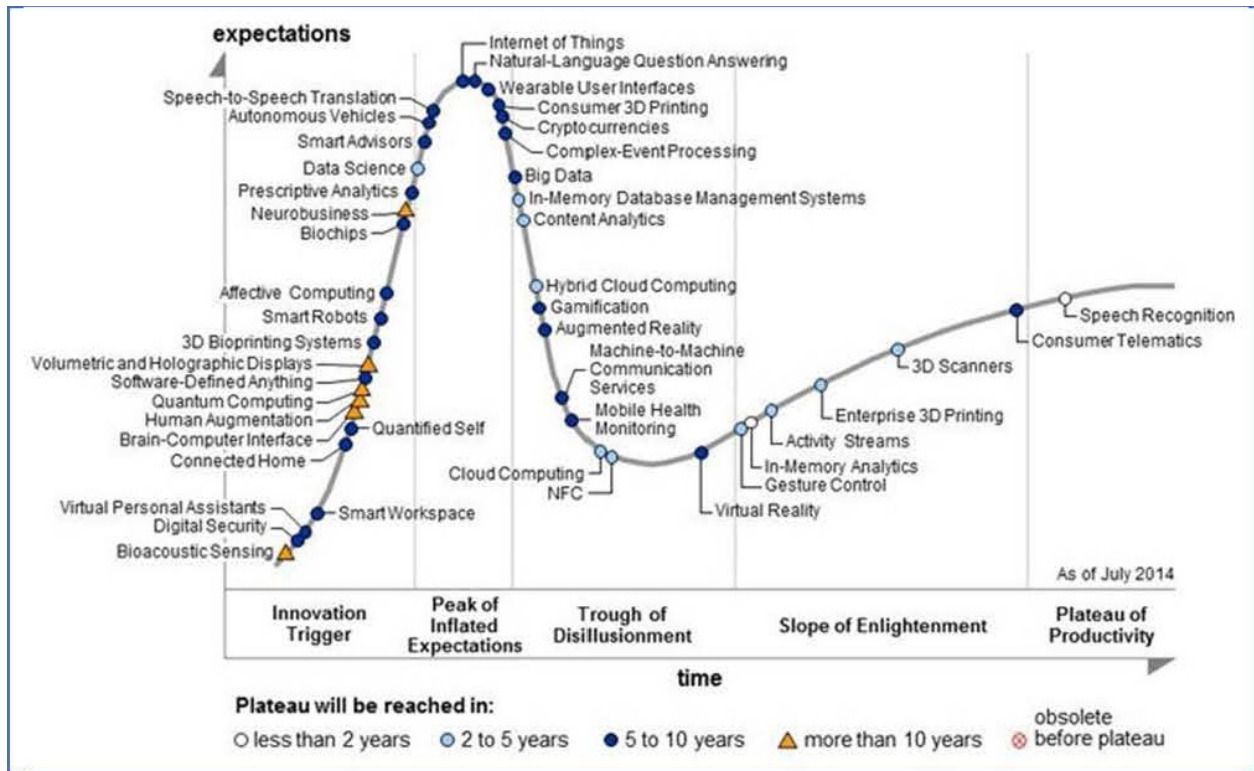 expectations
Internet of Things
Natural-Language Question Answering
Wearable User Interfaces
Speech-to-Speech Translation
Consumer 3D Printing
Autonomous Vehicles
Cryptocurrencies
Smart Advisors
Complex-Event Processing
Data Science
Big Data
Prescriptive Analytics
In-Memory Database Management Systems
Neurobusiness
Content Analytics
Biochips
Hybrid Cloud Computing
Affective Computing
Gamification
Smart Robots
Augmented Reality
3D Bioprinting Systems
Machine-to-Machine
Communication
Services
Volumetric and Holographic Displays
Software-Defined Anything
Quantum Computing
Mobile Health
Monitoring
Human Augmentation
Quantified Self
Brain-Computer Interface
Connected Home
Cloud Computing
NFC
Virtual Personal Assistants
Smart Workspace
Digital Security
Bioacoustic Sensing
Speech Recognition
Consumer Telematics
3D Scanners
Enterprise 3D Printing
Activity Streams
In-Memory Analytics
Gesture Control
Virtual Reality
As of July 2014
Innovation
Trigger
Peak of
Inflated
Expectations
Trough of
Disillusionment
Slope of Enlightenment
Plateau of
Productivity
time
Plateau will be reached in:
less than 2 years
2 to 5 years
5 to 10 years
more than 10 years
obsolete
before plateau